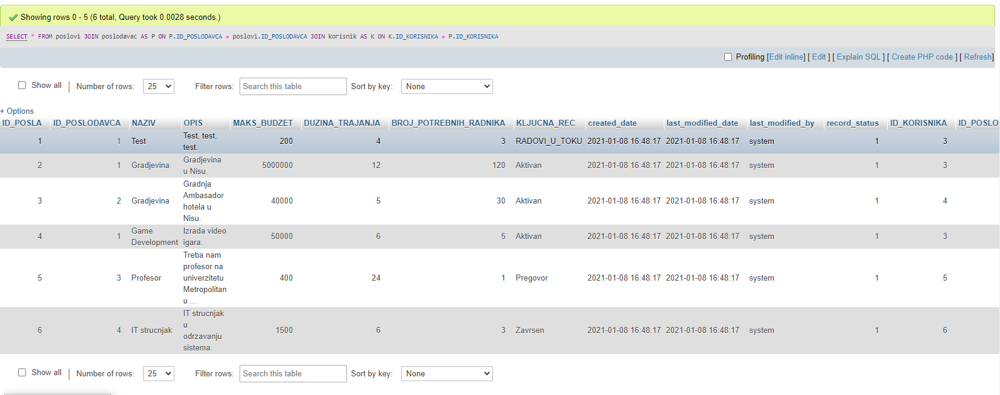 Showing rows 0 - 5 (6 total, Query took 0.0028 seconds.)
SELECT * FROM poslovi JOIN poslodavac AS P ON P.ID_POSLODAVCA = poslovi.ID_POSLODAVCA JOIN korisnik AS K ON K.ID_KORISNIKA = P.ID_KORISNIKA
Profiling [Edit inline] [ Edit ] [ Explain SQL ] [ Create PHP code ] [ Refresh]
Show all | Number of rows: 25 Filter rows: Search this table Sort by key: None
+ Options
ID_POSLA ID_POSLODAVCA NAZIV OPIS MAKS_BUDZET DUZINA_TRAJANJA BROJ_POTREBNIH_RADNIKA KLJUCNA_REC created_date last_modified_date last_modified_by record_status ID_KORISNIKA ID_POSLO
1 1 Test Test, test, test. 200 4 3 RADOVI_U_TOKU 2021-01-08 16:48:17 2021-01-08 16:48:17 system 1 3
2 1 Gradjevina Gradjevina u Nisu. 5000000 12 120 Aktivan 2021-01-08 16:48:17 2021-01-08 16:48:17 system 1 3
3 2 Gradjevina Gradnja Ambasador hotela u Nisu. 40000 5 30 Aktivan 2021-01-08 16:48:17 2021-01-08 16:48:17 system 1 4
4 1 Game Development Izrada video igara. 50000 6 5 Aktivan 2021-01-08 16:48:17 2021-01-08 16:48:17 system 1 3
5 3 Profesor Treba nam profesor na univerzitetu Metropolitan u ... 400 24 1 Pregovor 2021-01-08 16:48:17 2021-01-08 16:48:17 system 1 5
6 4 IT strucnjak IT strucnjak u odrzavanju sistema. 1500 6 3 Zavrsen 2021-01-08 16:48:17 2021-01-08 16:48:17 system 1 6
Show all | Number of rows: 25 Filter rows: Search this table Sort by key: None